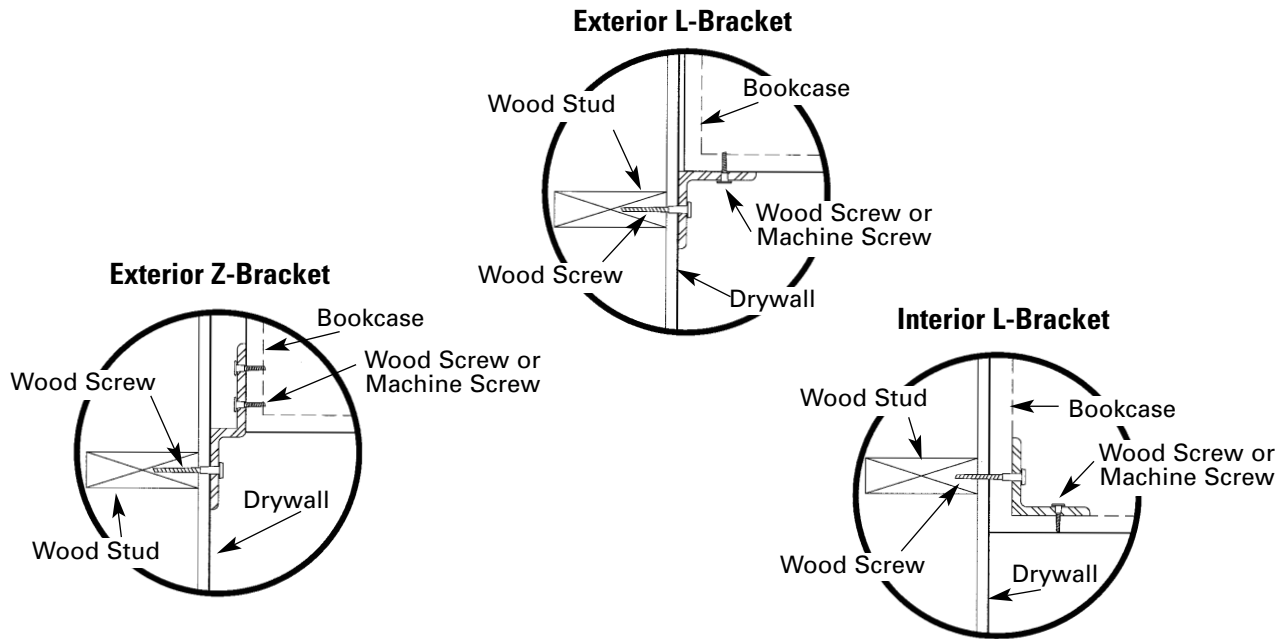 Exterior L-Bracket
Bookcase
Wood Stud
Wood Screw or
Machine Screw
Wood Screw
Drywall
Exterior Z-Bracket
Bookcase
Wood Screw or
Machine Screw
Wood Screw
Drywall
Wood Stud
Interior L-Bracket
Wood Stud
Bookcase
Wood Screw or
Machine Screw
Wood Screw
Drywall